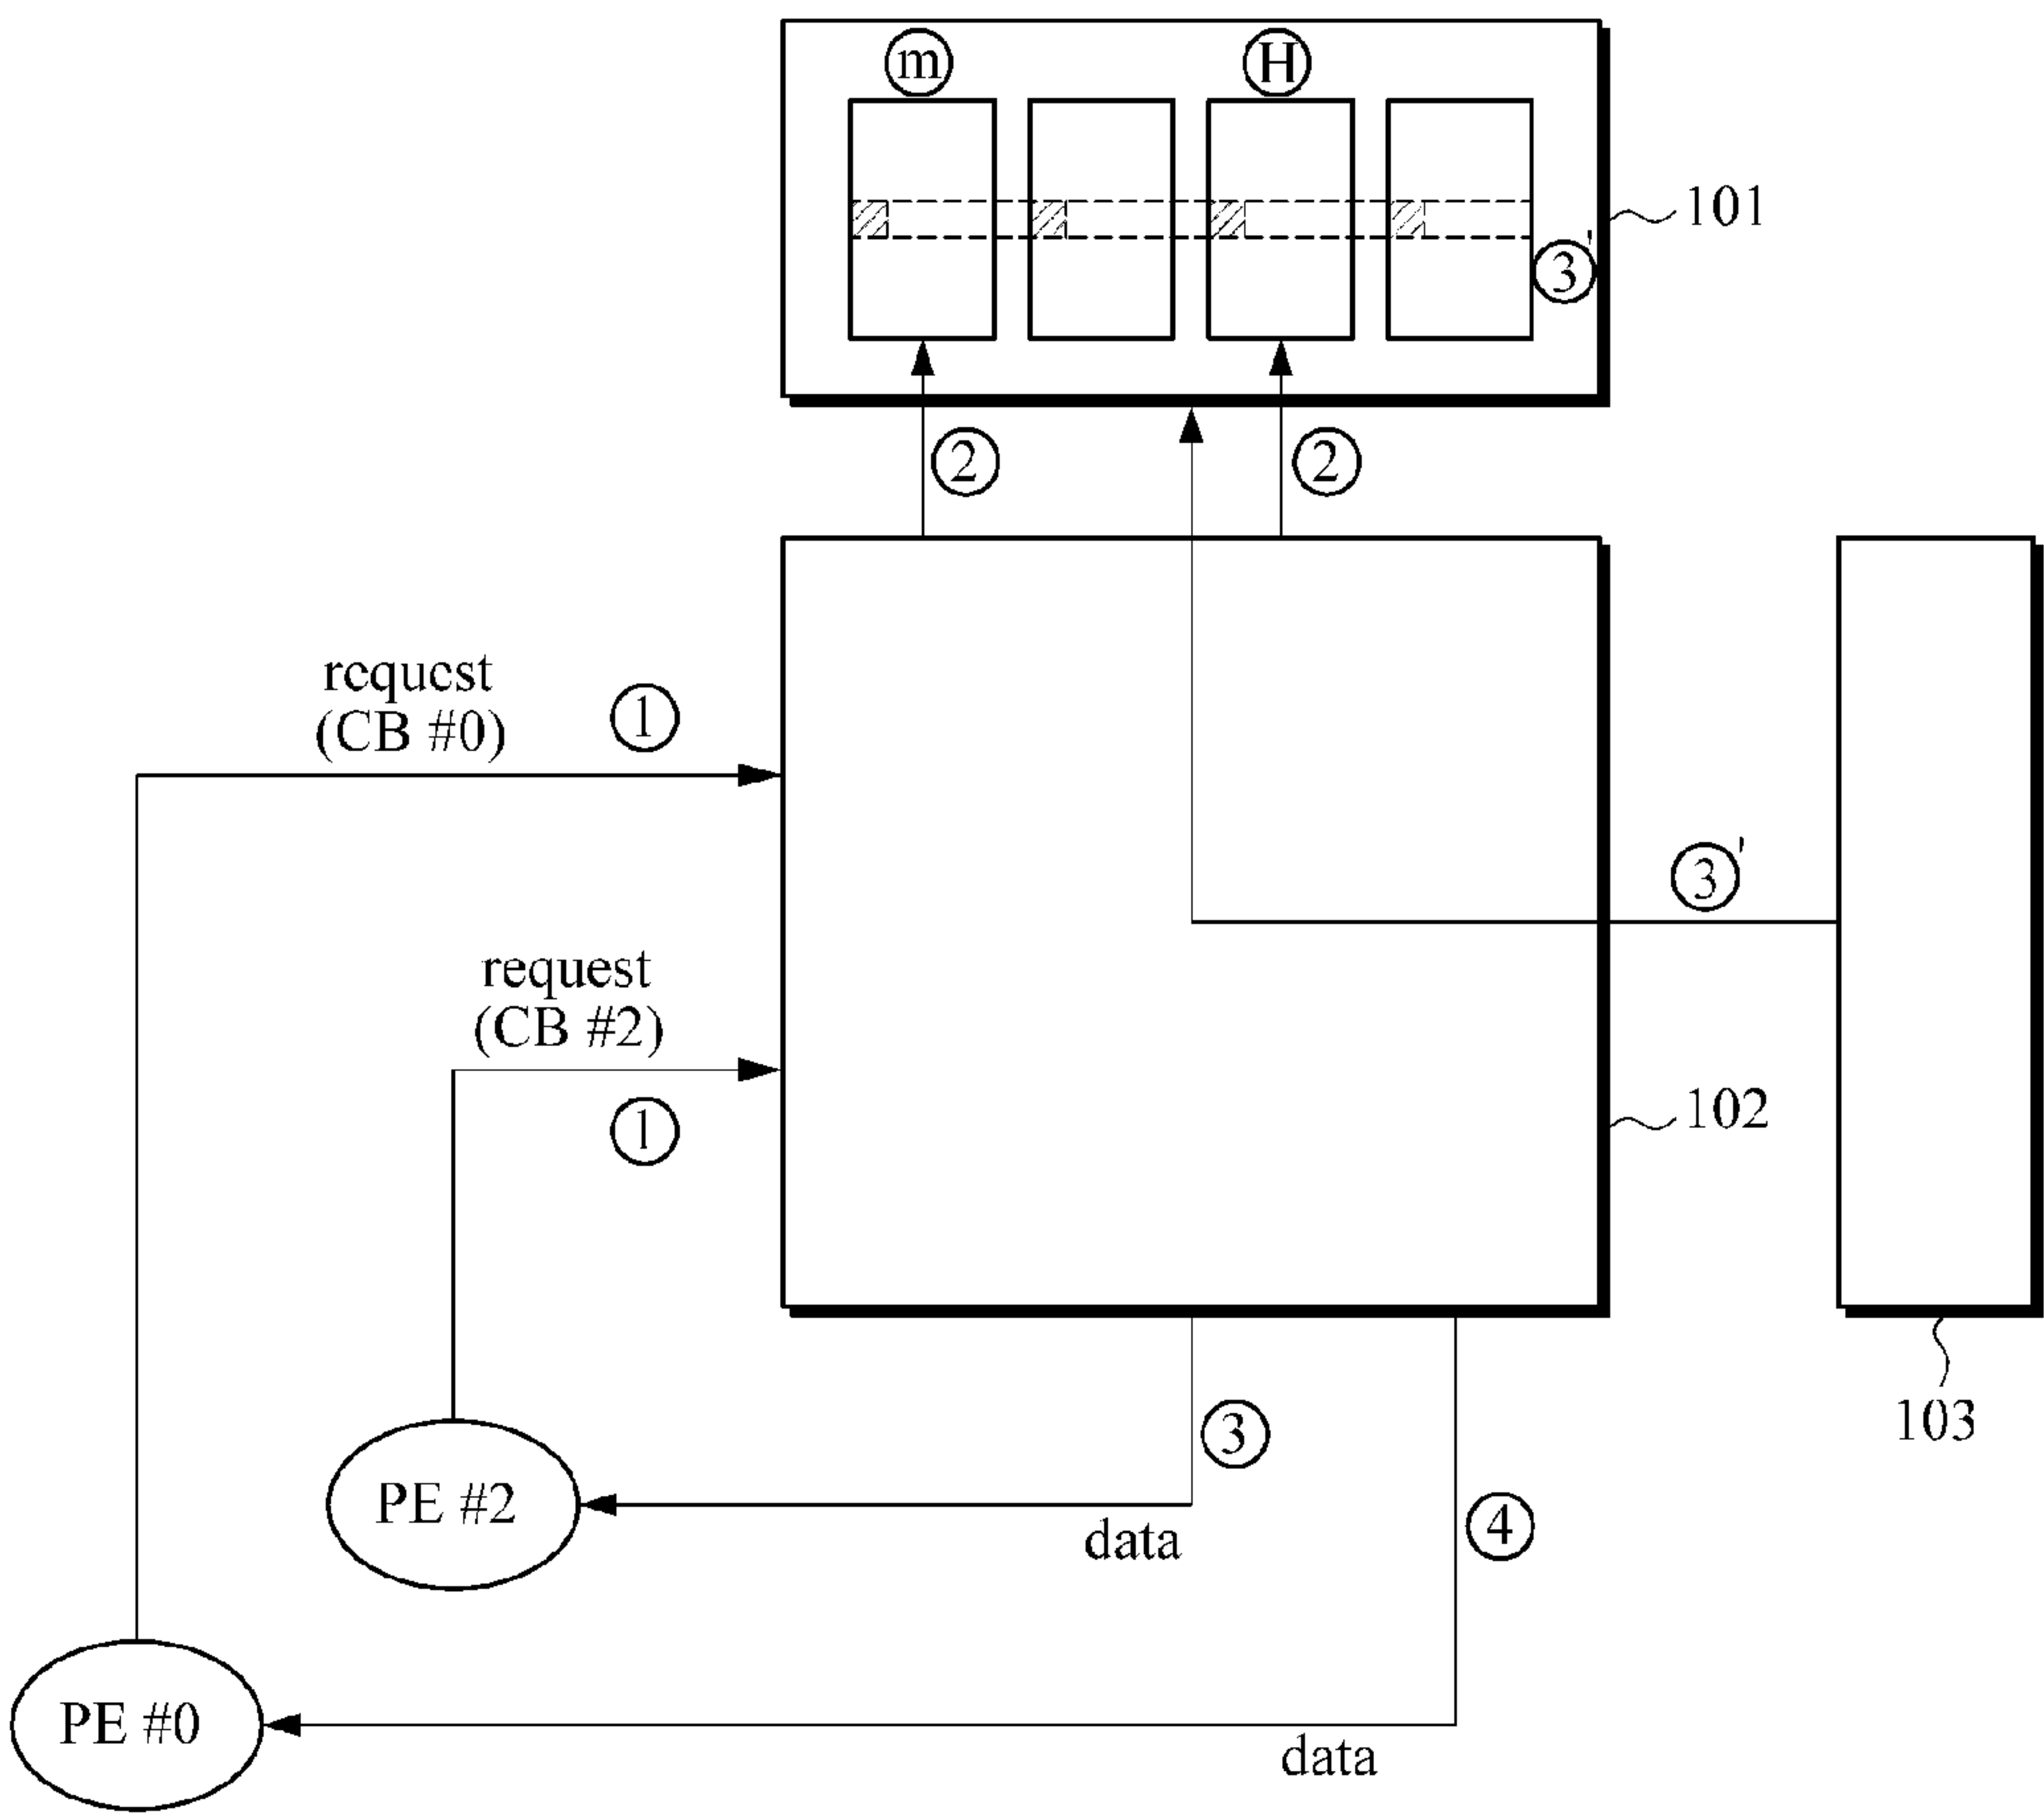 m
H
101
3'
2
2
request
(CB #0)
1
3'
request
(CB #2)
1
102
103
3
PE #2
data
4
PE #0
data